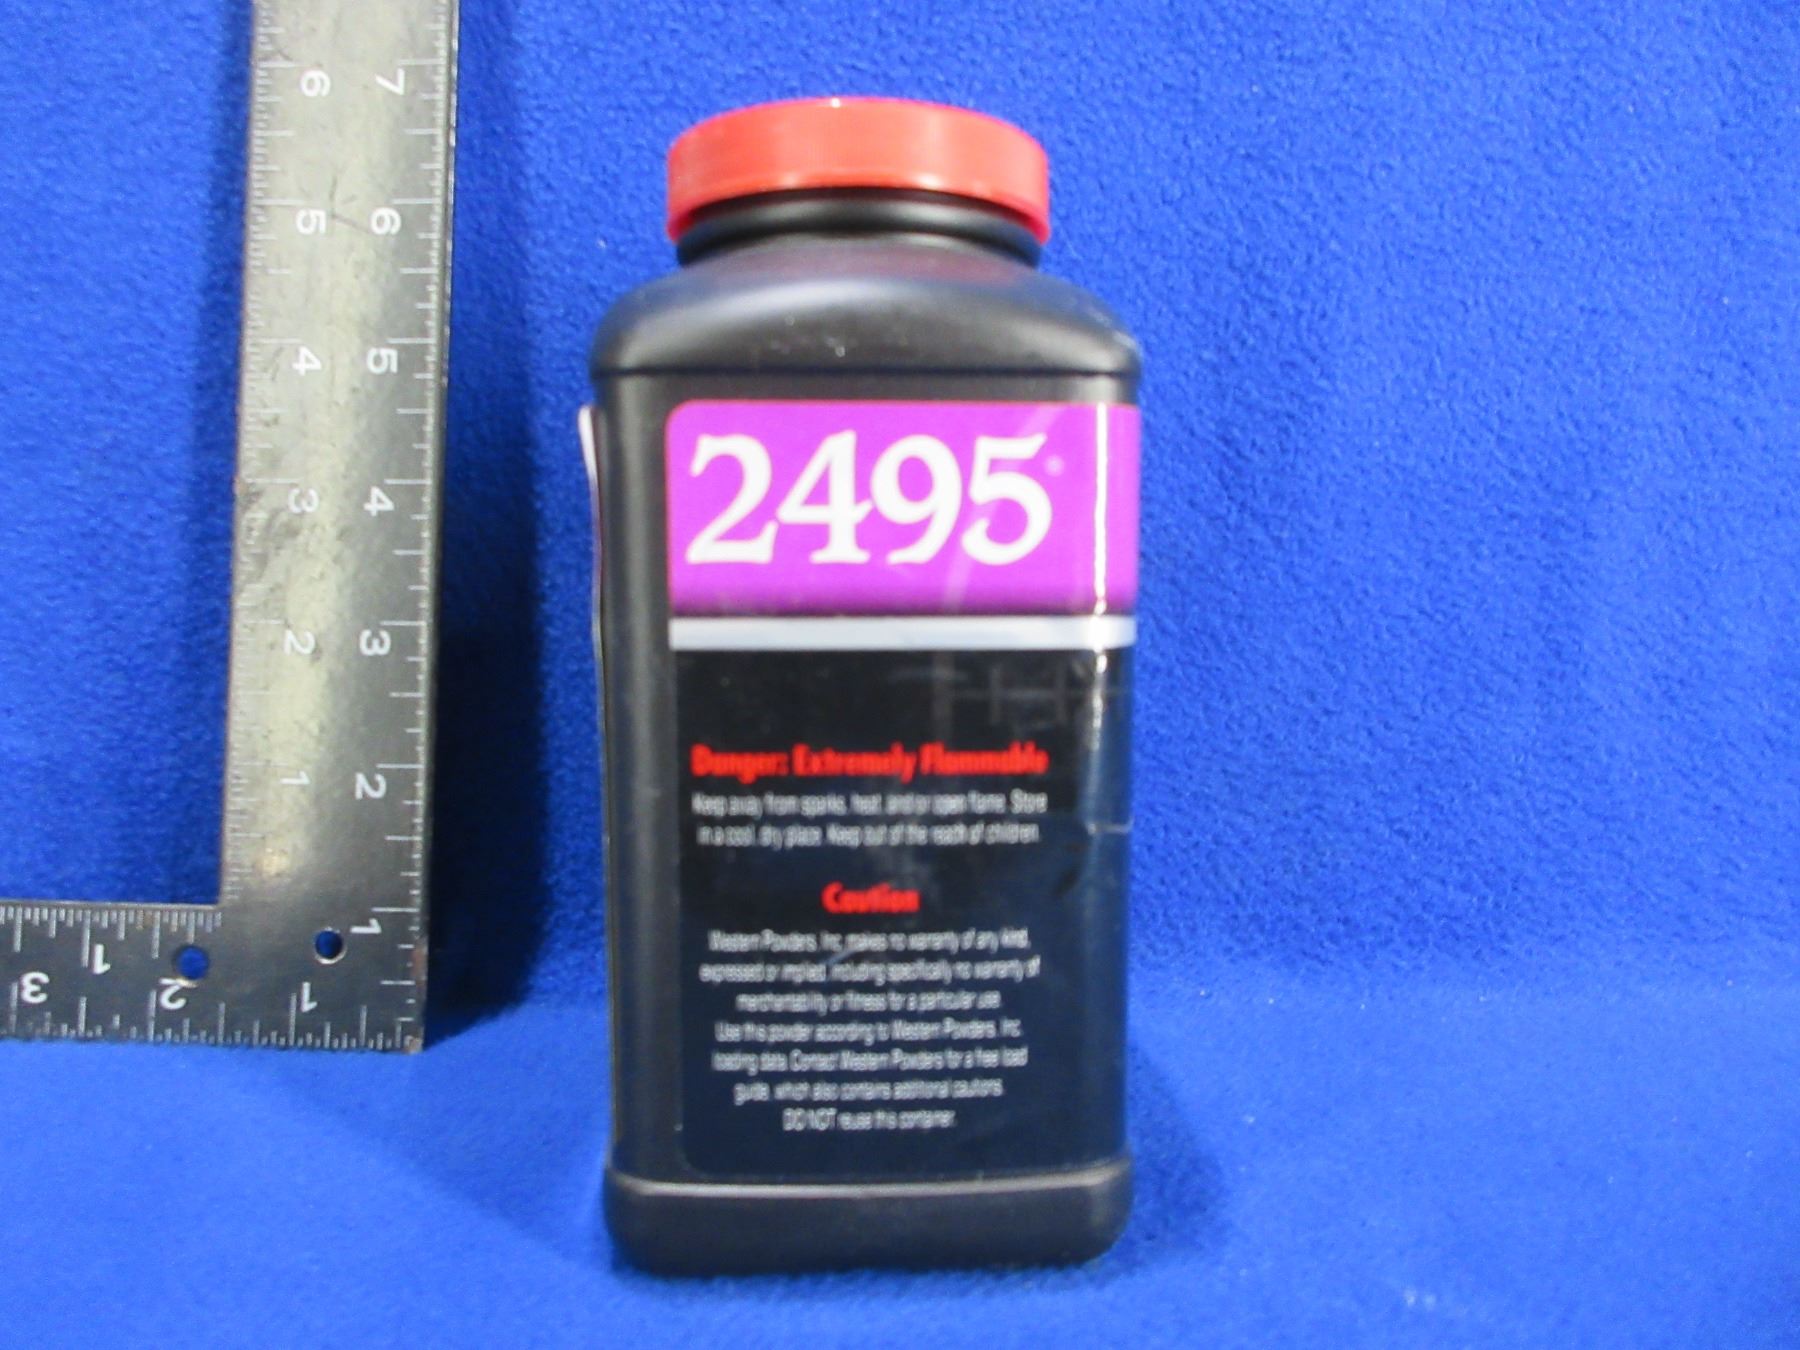 2495®
Danger: Extremely Flammable
Keep away from sparks, heat, and/or open flame. Store
in a cool, dry place. Keep out of the reach of children.
Caution
Western Powders, Inc. makes no warranty of any kind,
expressed or implied, including specifically no warranty of
merchantability or fitness for a particular use.
Use this powder according to Western Powders, Inc.
loading data. Contact Western Powders for a free load
guide, which also contains additional cautions.
DO NOT reuse this container.
6 7
5 6
4 5
3 4
2 3
1 2
1
1
3 2 1